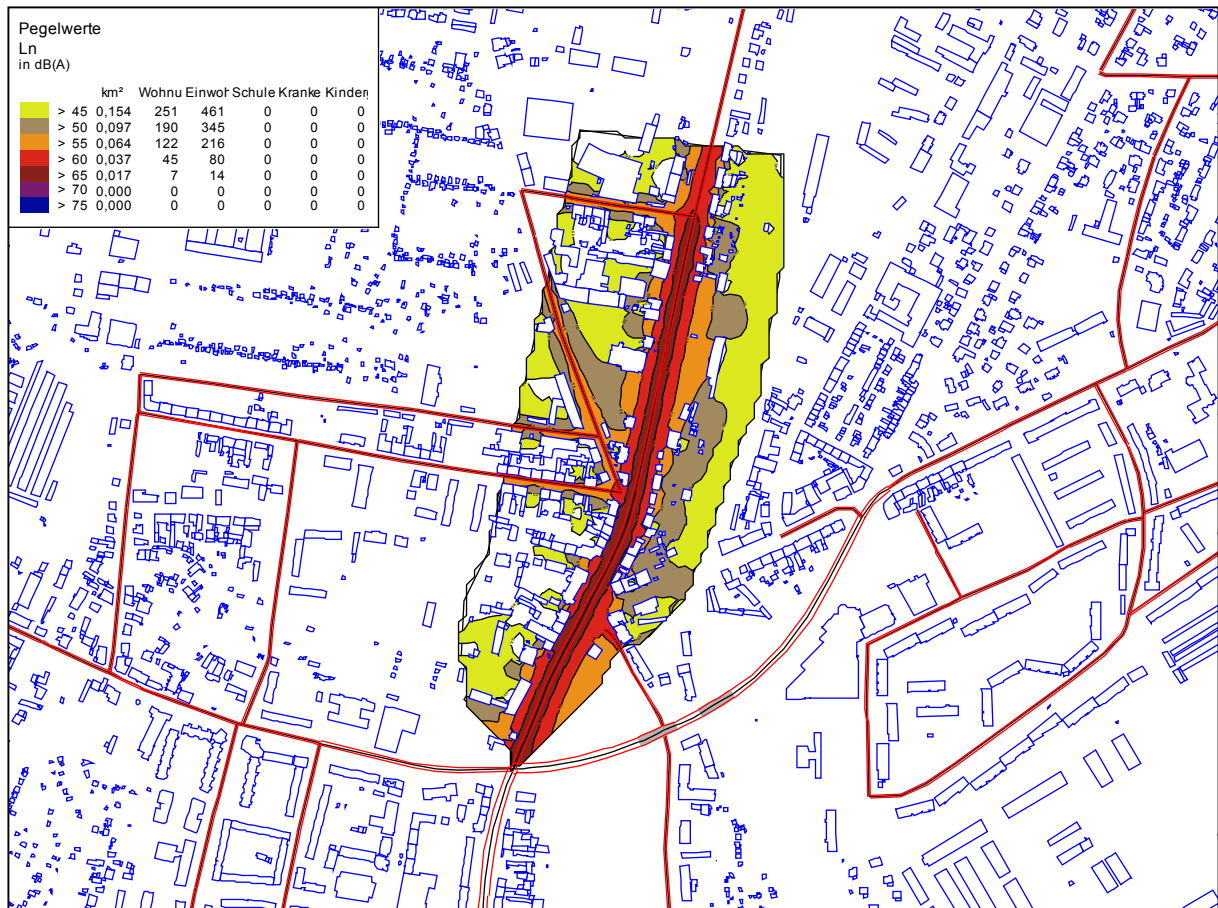 Pegelwerte
Ln
in dB(A)
km² Wohnu Einwoh Schule Kranke Kinder
> 45 0,154 251 461 0 0 0
> 50 0,097 190 345 0 0 0
> 55 0,064 122 216 0 0 0
> 60 0,037 45 80 0 0 0
> 65 0,017 7 14 0 0 0
> 70 0,000 0 0 0 0 0
> 75 0,000 0 0 0 0 0